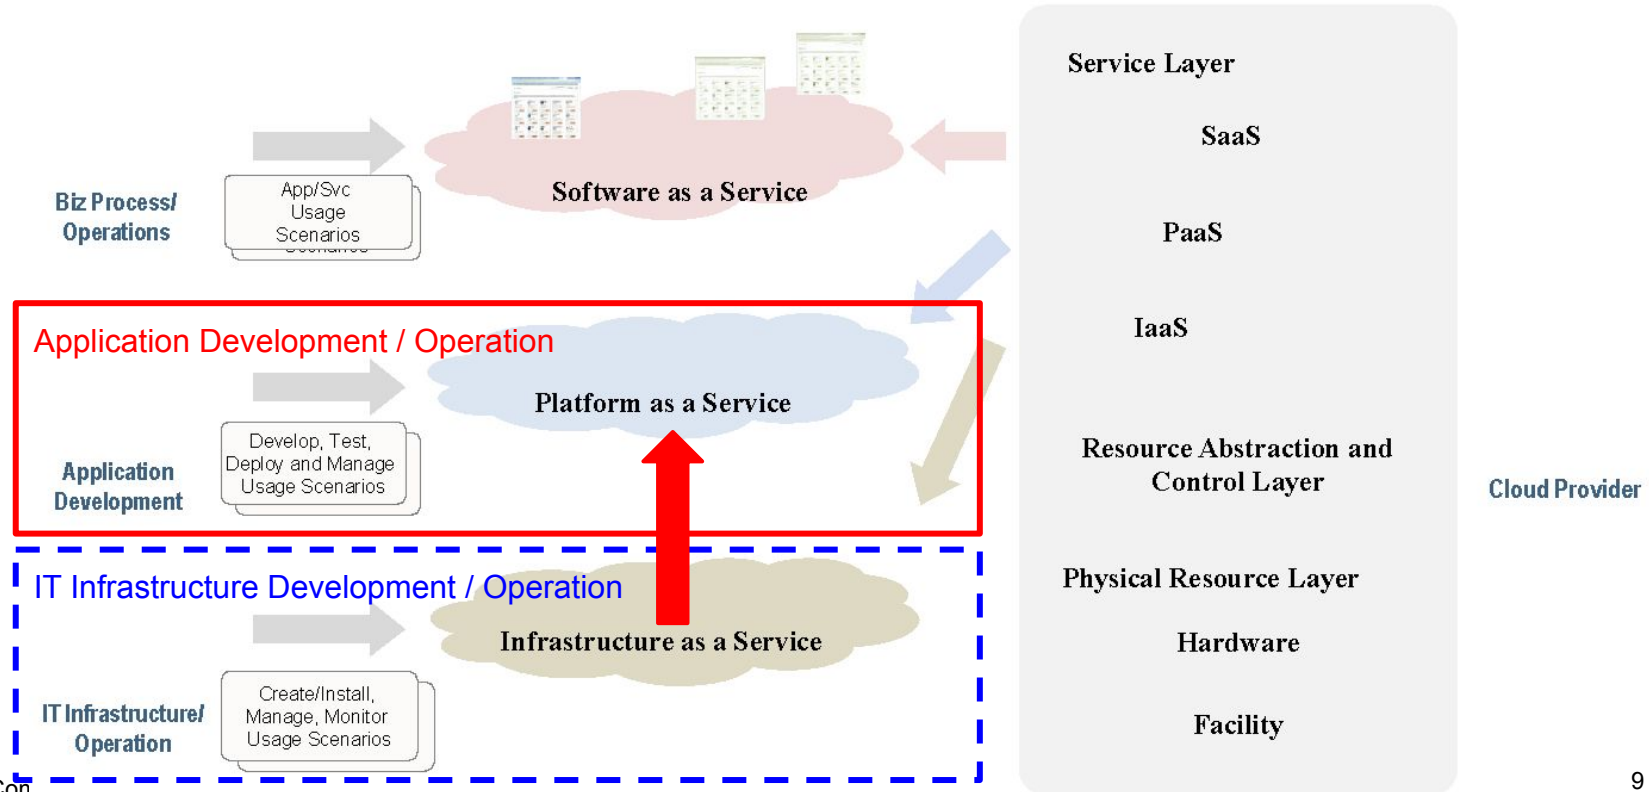 Service Layer
SaaS
App/Svc
Usage
Scenarios
Scenarios
Biz Process/
Operations
Software as a Service
PaaS
IaaS
Application Development / Operation
Platform as a Service
Develop, Test,
Deploy and Manage
Usage Scenarios
Application
Development
Resource Abstraction and
Control Layer
Cloud Provider
IT Infrastructure Development / Operation
Physical Resource Layer
Infrastructure as a Service
Hardware
Create/Install,
Manage, Monitor
Usage Scenarios
IT Infrastructure/
Operation
Facility
Con
9